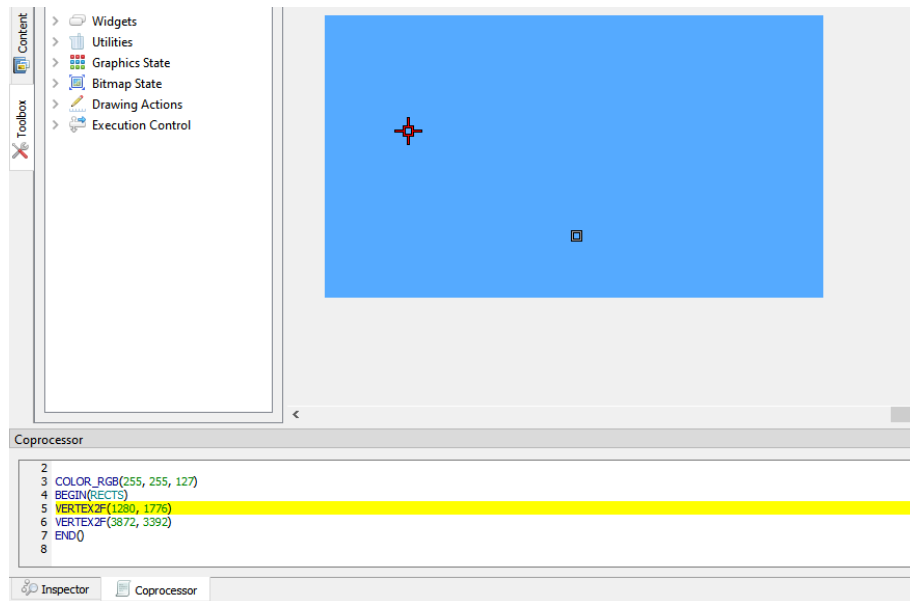 Content
Toolbox
Widgets
Utilities
Graphics State
Bitmap State
Drawing Actions
Execution Control
Coprocessor
2
3 COLOR_RGB(255, 255, 127)
4 BEGIN(RECTS)
5 VERTEX2F(1280, 1776)
6 VERTEX2F(3872, 3392)
7 END()
8
Inspector Coprocessor